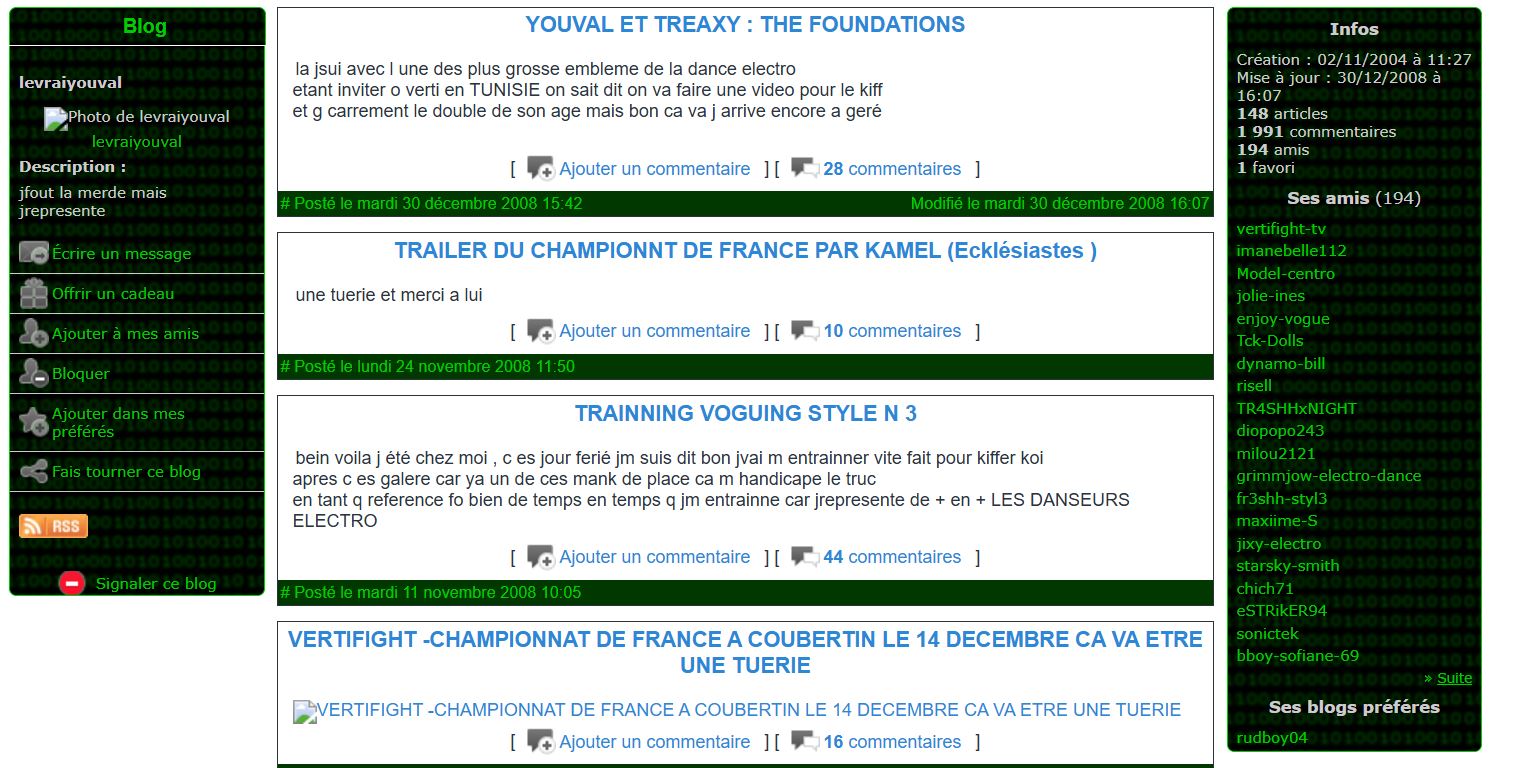 Blog
levraiyouval
Photo de levraiyouval
levraiyouval
Description :
jfout la merde mais
jrepresente
Écrire un message
Offrir un cadeau
Ajouter à mes amis
Bloquer
Ajouter dans mes
préférés
Fais tourner ce blog
RSS
Signaler ce blog
YOUVAL ET TREAXY : THE FOUNDATIONS
la jsui avec l une des plus grosse embleme de la dance electro
etant inviter o verti en TUNISIE on sait dit on va faire une video pour le kiff
et g carrement le double de son age mais bon ca va j arrive encore a geré
[ Ajouter un commentaire ] [ 28 commentaires ]
# Posté le mardi 30 décembre 2008 15:42 Modifié le mardi 30 décembre 2008 16:07
TRAILER DU CHAMPIONNT DE FRANCE PAR KAMEL (Ecklésiastes )
une tuerie et merci a lui
[ Ajouter un commentaire ] [ 10 commentaires ]
# Posté le lundi 24 novembre 2008 11:50
TRAINNING VOGUING STYLE N 3
bein voila j été chez moi , c es jour ferié jm suis dit bon jvai m entrainner vite fait pour kiffer koi
apres c es galere car ya un de ces mank de place ca m handicape le truc
en tant q reference fo bien de temps en temps q jm entrainne car jrepresente de + en + LES DANSEURS
ELECTRO
[ Ajouter un commentaire ] [ 44 commentaires ]
# Posté le mardi 11 novembre 2008 10:05
VERTIFIGHT -CHAMPIONNAT DE FRANCE A COUBERTIN LE 14 DECEMBRE CA VA ETRE
UNE TUERIE
VERTIFIGHT -CHAMPIONNAT DE FRANCE A COUBERTIN LE 14 DECEMBRE CA VA ETRE UNE TUERIE
[ Ajouter un commentaire ] [ 16 commentaires ]
Infos
Création : 02/11/2004 à 11:27
Mise à jour : 30/12/2008 à
16:07
148 articles
1 991 commentaires
194 amis
1 favori
Ses amis (194)
vertifight-tv
imanebelle112
Model-centro
jolie-ines
enjoy-vogue
Tck-Dolls
dynamo-bill
risell
TR4SHHxNIGHT
diopopo243
milou2121
grimmjow-electro-dance
fr3shh-styl3
maxiime-S
jixy-electro
starsky-smith
chich71
eSTRikER94
sonictek
bboy-sofiane-69
» Suite
Ses blogs préférés
rudboy04